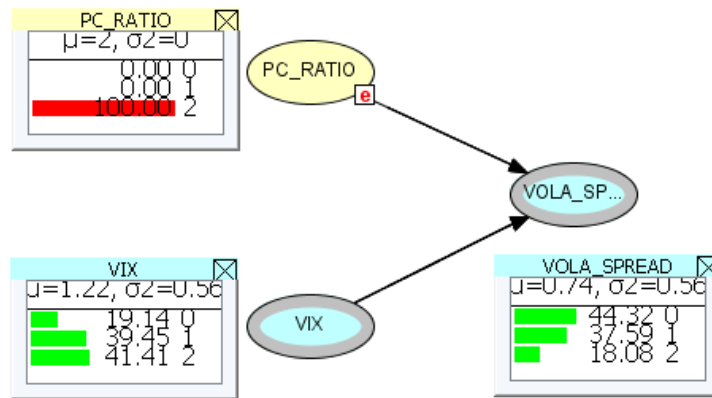 PC_RATIO
μ=2, σ2=0
0.00 0
0.00 1
100.00 2
PC_RATIO
e
VOLA_SP...
VIX
μ=1.22, σ2=0.56
19.14 0
39.45 1
41.41 2
VIX
VOLA_SPREAD
μ=0.74, σ2=0.56
44.32 0
37.59 1
18.08 2